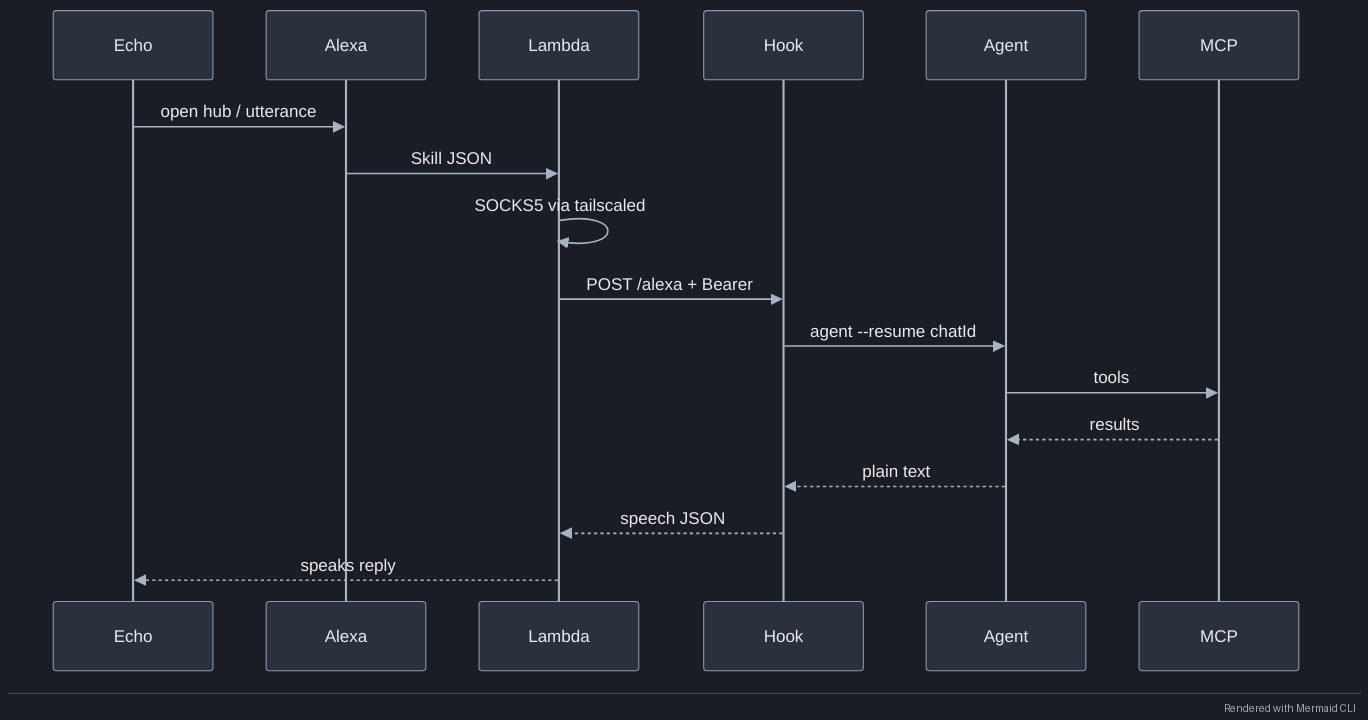 Echo
Alexa
Lambda
Hook
Agent
MCP
open hub / utterance
Skill JSON
SOCKS5 via tailscaled
POST /alexa + Bearer
agent --resume chatId
tools
results
plain text
speech JSON
speaks reply
Echo
Alexa
Lambda
Hook
Agent
MCP
Rendered with Mermaid CLI